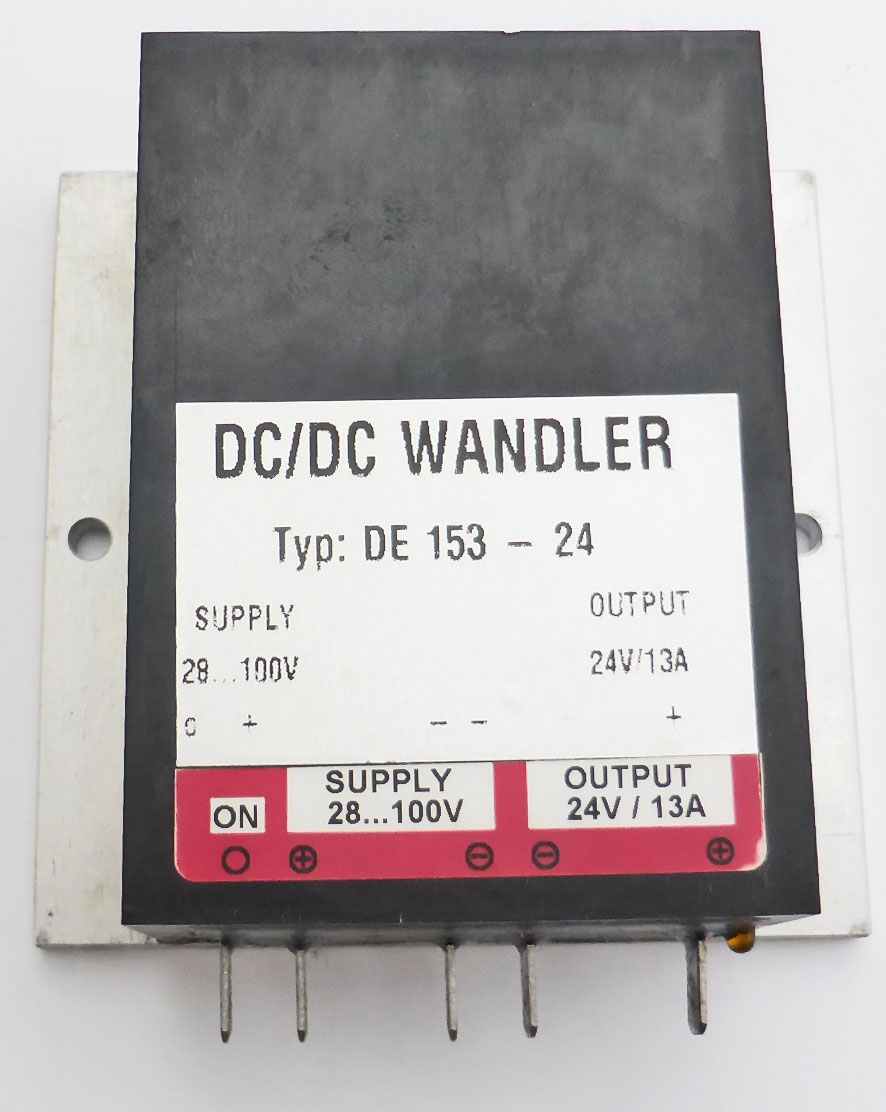 DC/DC WANDLER
Typ: DE 153 - 24
SUPPLY OUTPUT
28...100V 24V/13A
+ - - +
SUPPLY OUTPUT
28...100V 24V / 13A
ON
⊕ ⊖ ⊖ ⊕